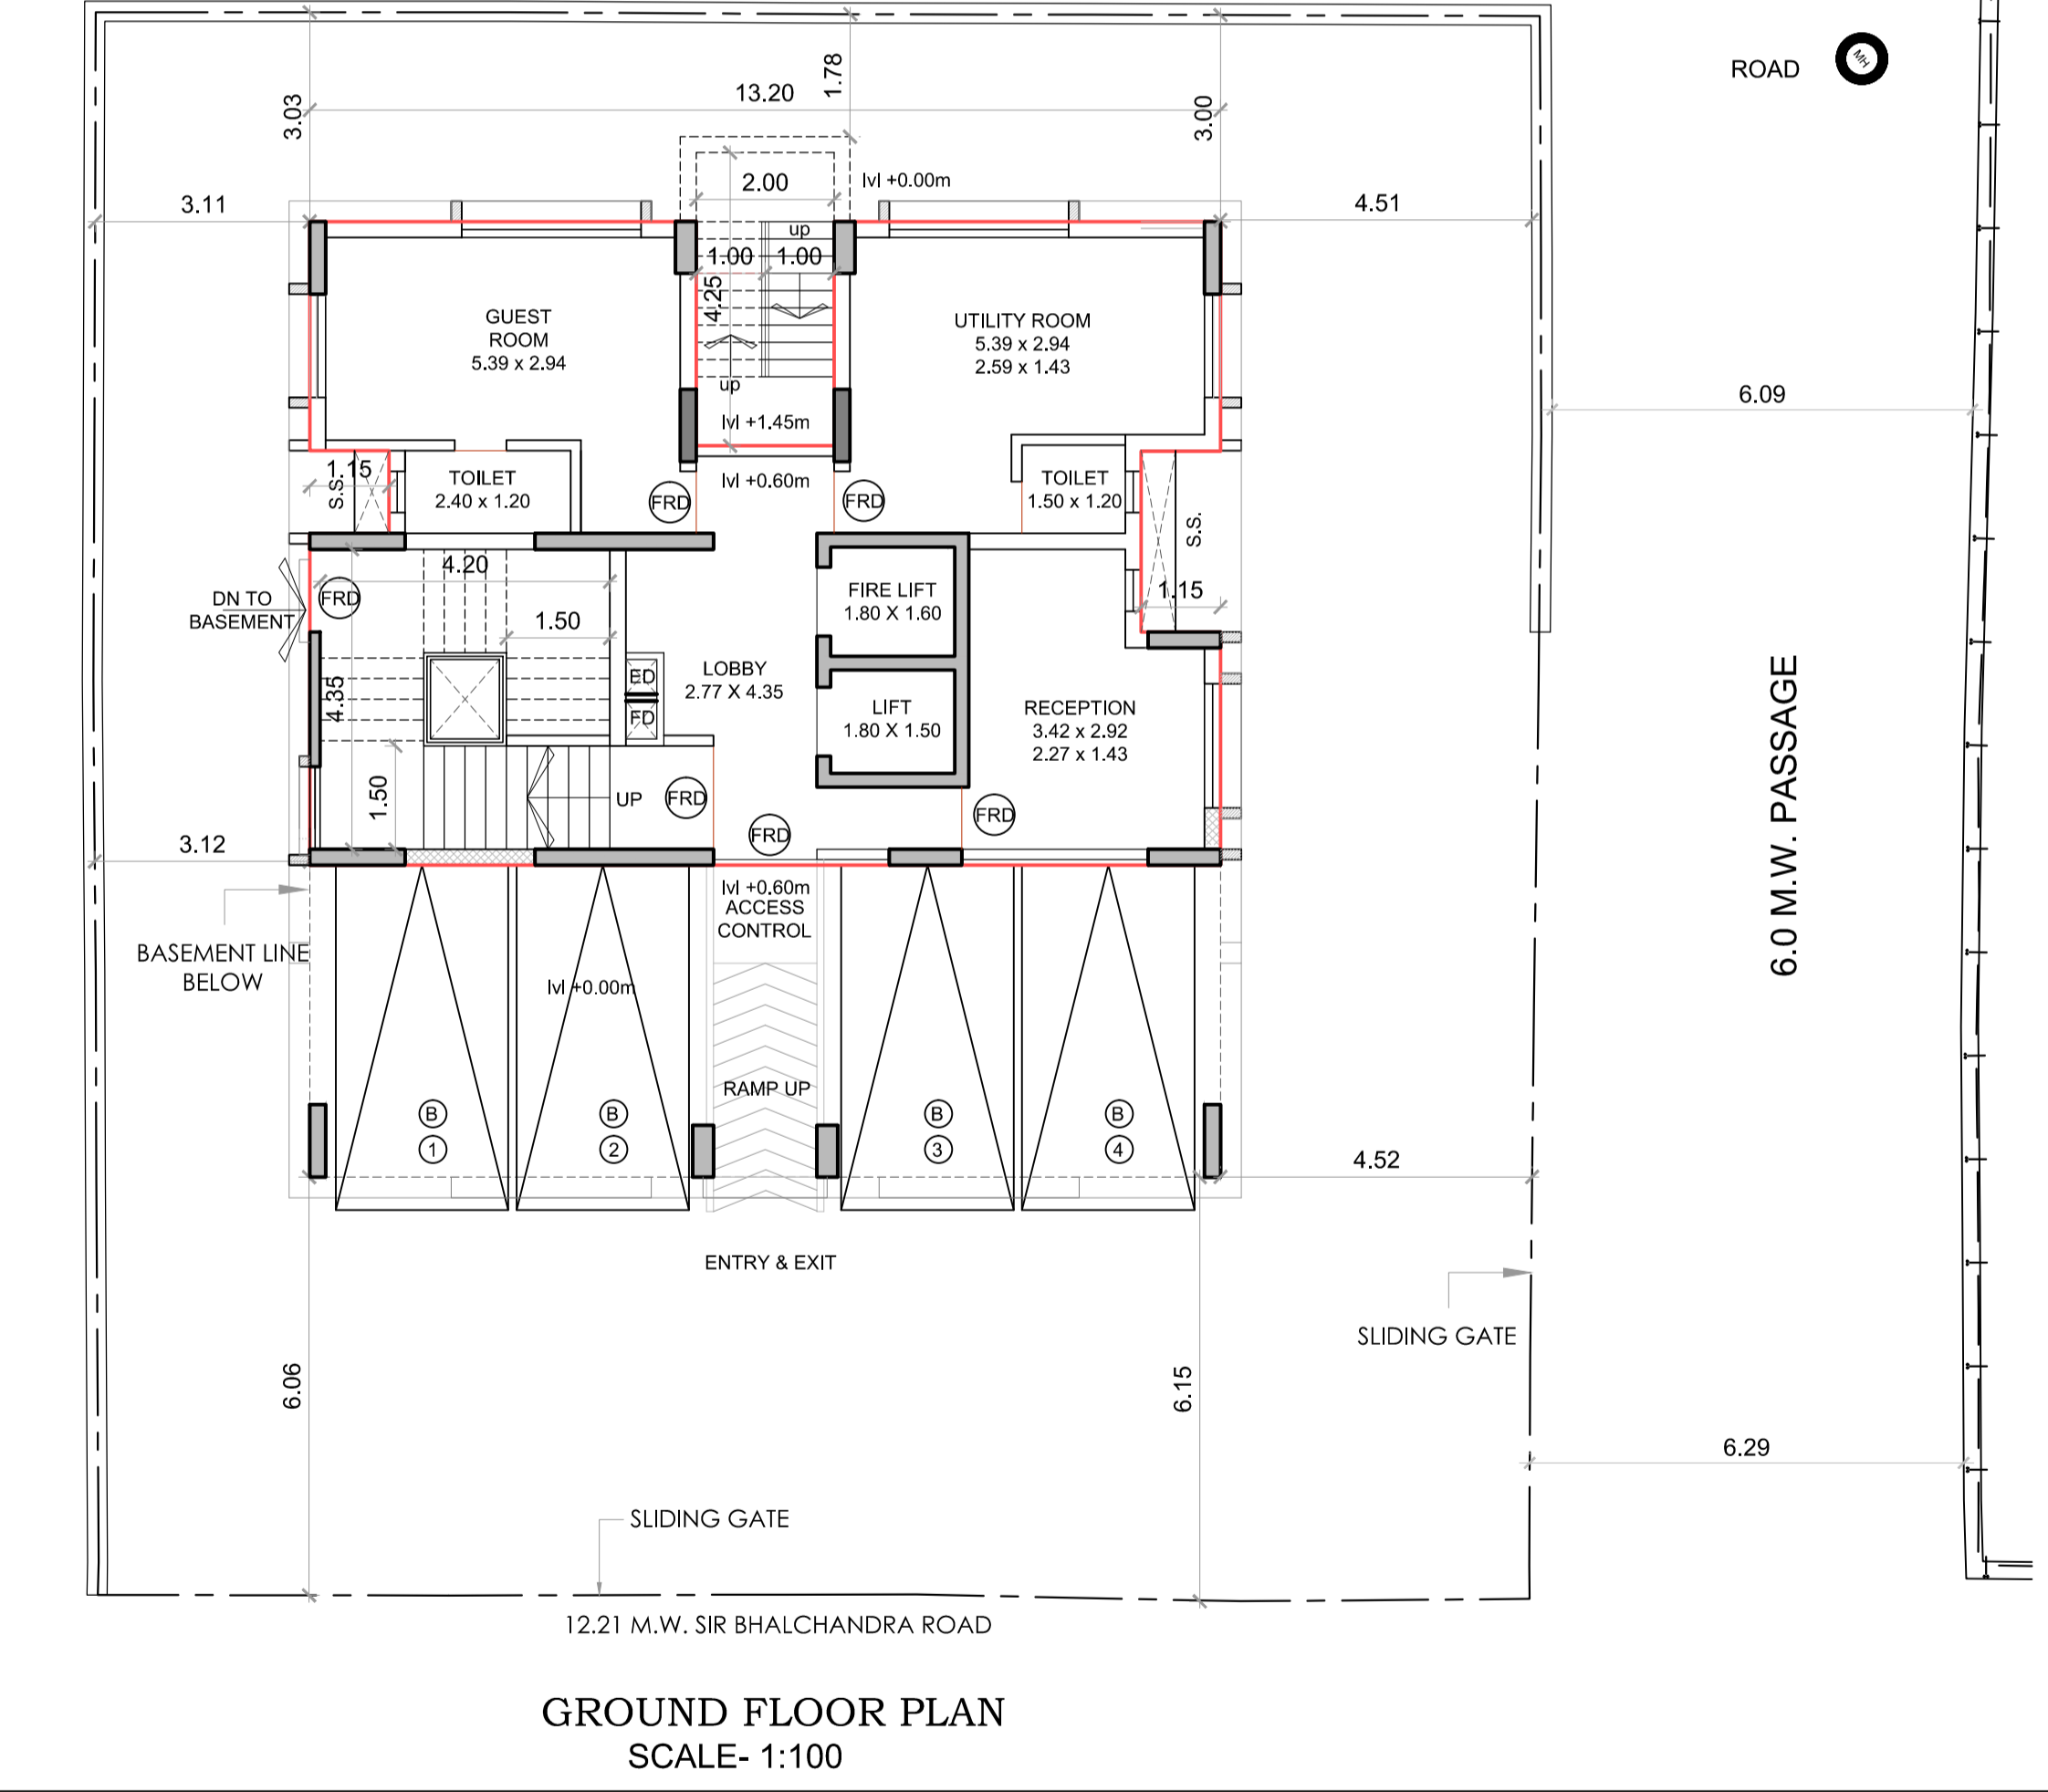 ROAD
MH
1.78
13.20
3.03
3.00
2.00
lvl +0.00m
3.11
4.51
up
1.00
1.00
4.25
GUEST
ROOM
5.39 x 2.94
UTILITY ROOM
5.39 x 2.94
2.59 x 1.43
up
6.09
lvl +1.45m
1.15
S.S.
TOILET
2.40 x 1.20
lvl +0.60m
TOILET
1.50 x 1.20
FRD
FRD
S.S.
4.20
FRD
DN TO
BASEMENT
FIRE LIFT
1.80 X 1.60
1.15
1.50
ED
FD
LOBBY
2.77 X 4.35
4.35
LIFT
1.80 X 1.50
RECEPTION
3.42 x 2.92
2.27 x 1.43
1.50
UP
FRD
FRD
FRD
3.12
6.0 M.W. PASSAGE
lvl +0.60m
ACCESS
CONTROL
BASEMENT LINE
BELOW
lvl +0.00m
RAMP UP
B
1
B
2
B
3
B
4
4.52
ENTRY & EXIT
SLIDING GATE
6.06
6.15
6.29
SLIDING GATE
12.21 M.W. SIR BHALCHANDRA ROAD
GROUND FLOOR PLAN
SCALE- 1:100